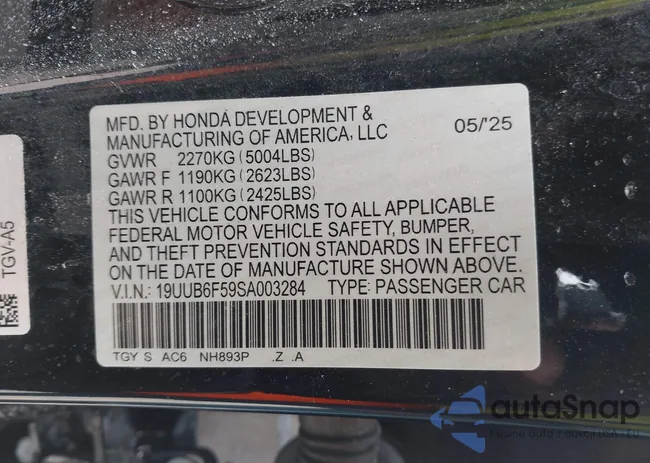 MFD. BY HONDA DEVELOPMENT &
MANUFACTURING OF AMERICA, LLC 05/'25
GVWR 2270KG (5004LBS)
GAWR F 1190KG (2623LBS)
GAWR R 1100KG (2425LBS)
THIS VEHICLE CONFORMS TO ALL APPLICABLE
FEDERAL MOTOR VEHICLE SAFETY, BUMPER,
AND THEFT PREVENTION STANDARDS IN EFFECT
ON THE DATE OF MANUFACTURE SHOWN ABOVE.
V.I.N.: 19UUB6F59SA003284 TYPE: PASSENGER CAR
TGY S AC6 NH893P .Z .A
TGV-A5
autaSnap